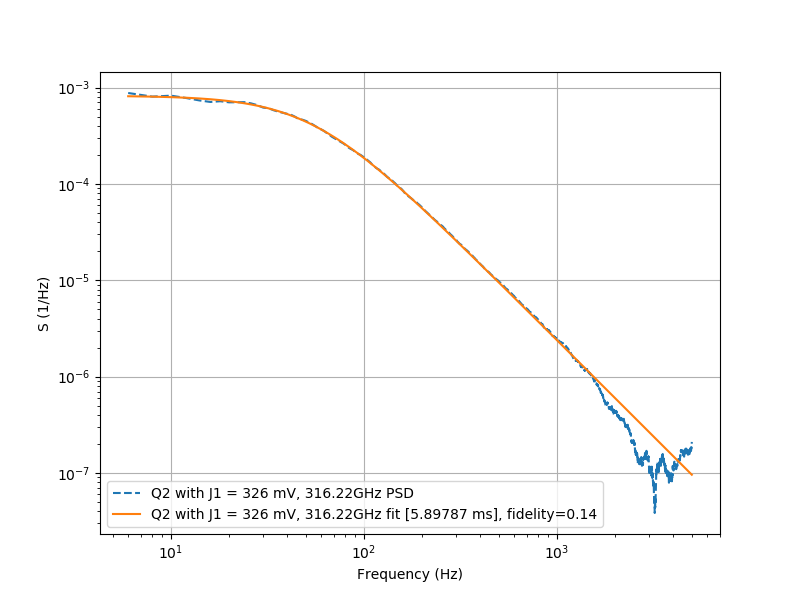 10⁻³
10⁻⁴
10⁻⁵
10⁻⁶
10⁻⁷
S (1/Hz)
Q2 with J1 = 326 mV, 316.22GHz PSD
Q2 with J1 = 326 mV, 316.22GHz fit [5.89787 ms], fidelity=0.14
10¹ 10² 10³
Frequency (Hz)